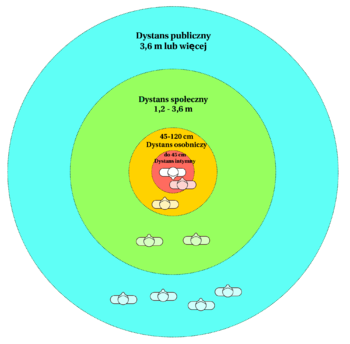 Dystans publiczny
3,6 m lub więcej
Dystans społeczny
1,2 - 3,6 m
45-120 cm
Dystans osobniczy
do 45 cm
Dystans intymny